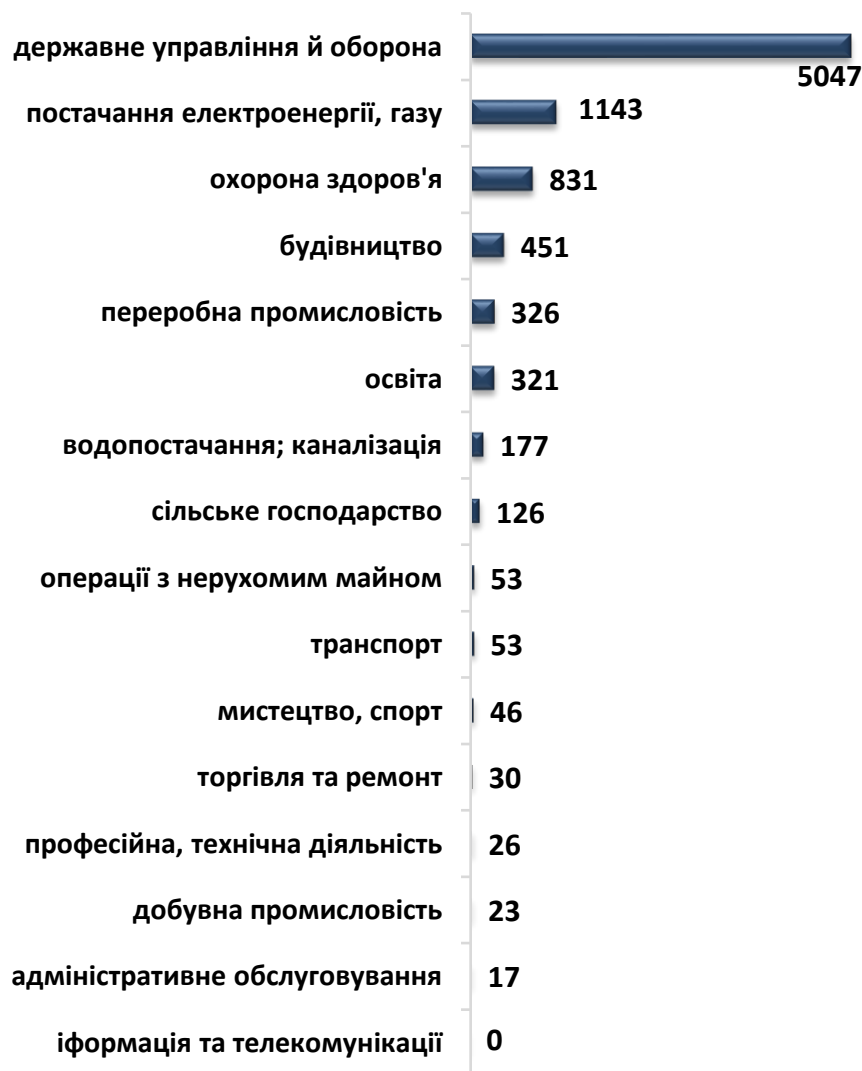 державне управління й оборона
5047
постачання електроенергії, газу 1143
охорона здоров'я 831
будівництво 451
переробна промисловість 326
освіта 321
водопостачання; каналізація 177
сільське господарство 126
операції з нерухомим майном 53
транспорт 53
мистецтво, спорт 46
торгівля та ремонт 30
професійна, технічна діяльність 26
добувна промисловість 23
адміністративне обслуговування 17
іформація та телекомунікації 0